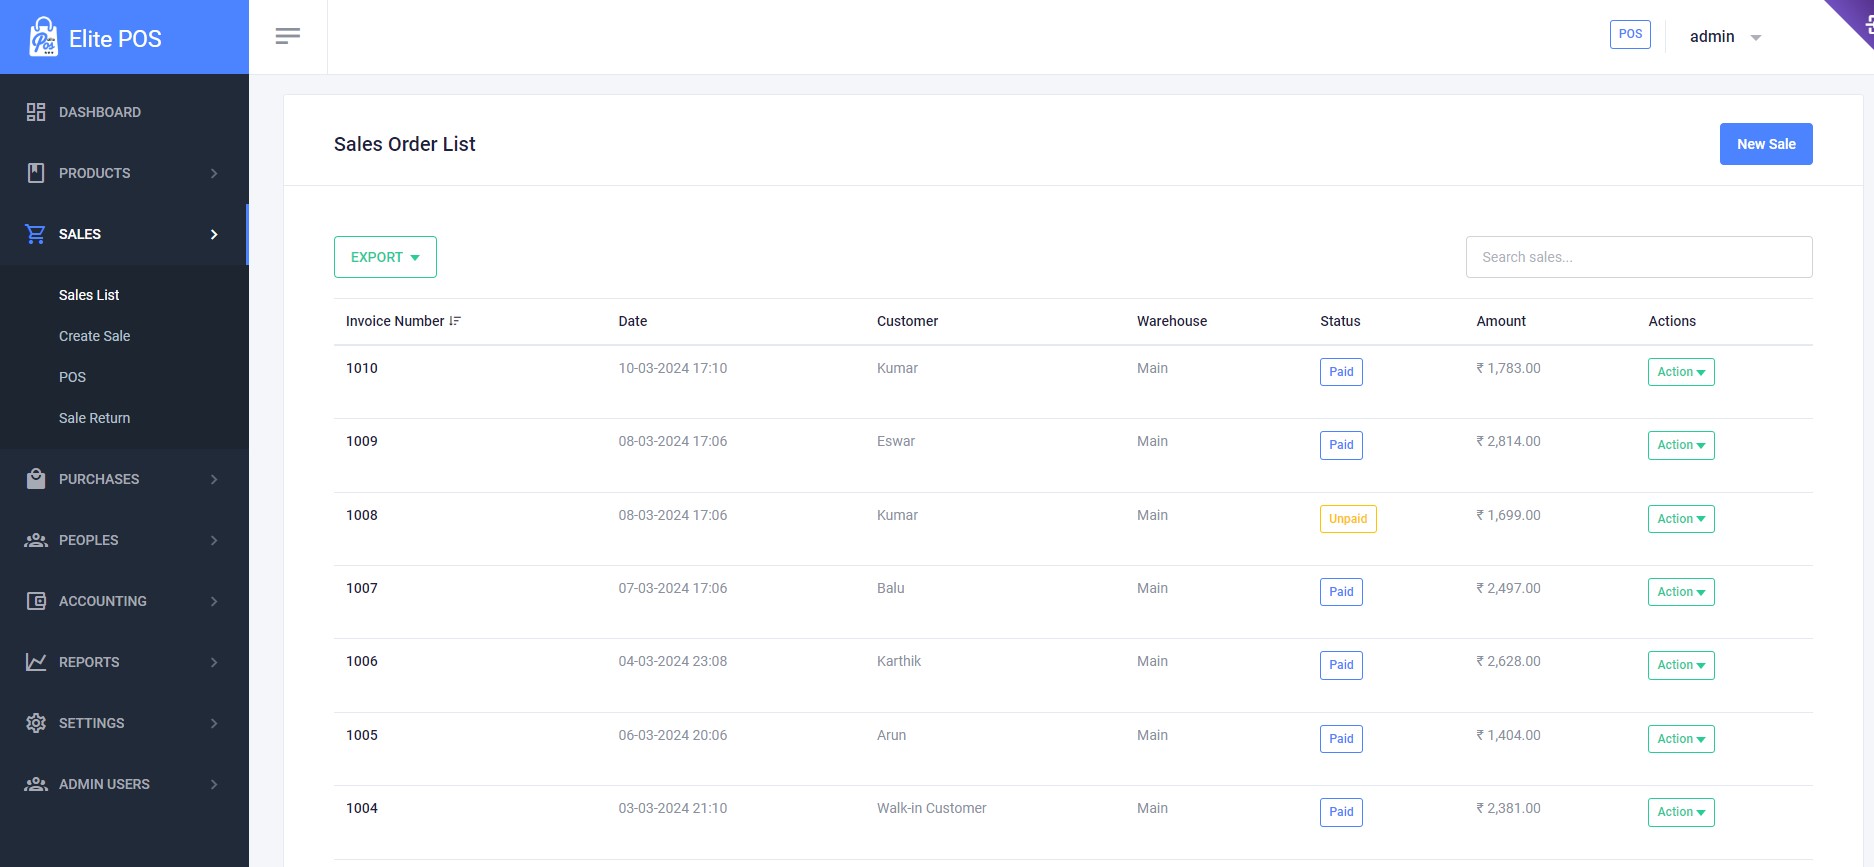 Elite POS
POS
admin
DASHBOARD
PRODUCTS
SALES
Sales List
Create Sale
POS
Sale Return
PURCHASES
PEOPLES
ACCOUNTING
REPORTS
SETTINGS
ADMIN USERS
Sales Order List
New Sale
EXPORT
Search sales...
Invoice Number Date Customer Warehouse Status Amount Actions
1010 10-03-2024 17:10 Kumar Main Paid ₹ 1,783.00 Action
1009 08-03-2024 17:06 Eswar Main Paid ₹ 2,814.00 Action
1008 08-03-2024 17:06 Kumar Main Unpaid ₹ 1,699.00 Action
1007 07-03-2024 17:06 Balu Main Paid ₹ 2,497.00 Action
1006 04-03-2024 23:08 Karthik Main Paid ₹ 2,628.00 Action
1005 06-03-2024 20:06 Arun Main Paid ₹ 1,404.00 Action
1004 03-03-2024 21:10 Walk-in Customer Main Paid ₹ 2,381.00 Action